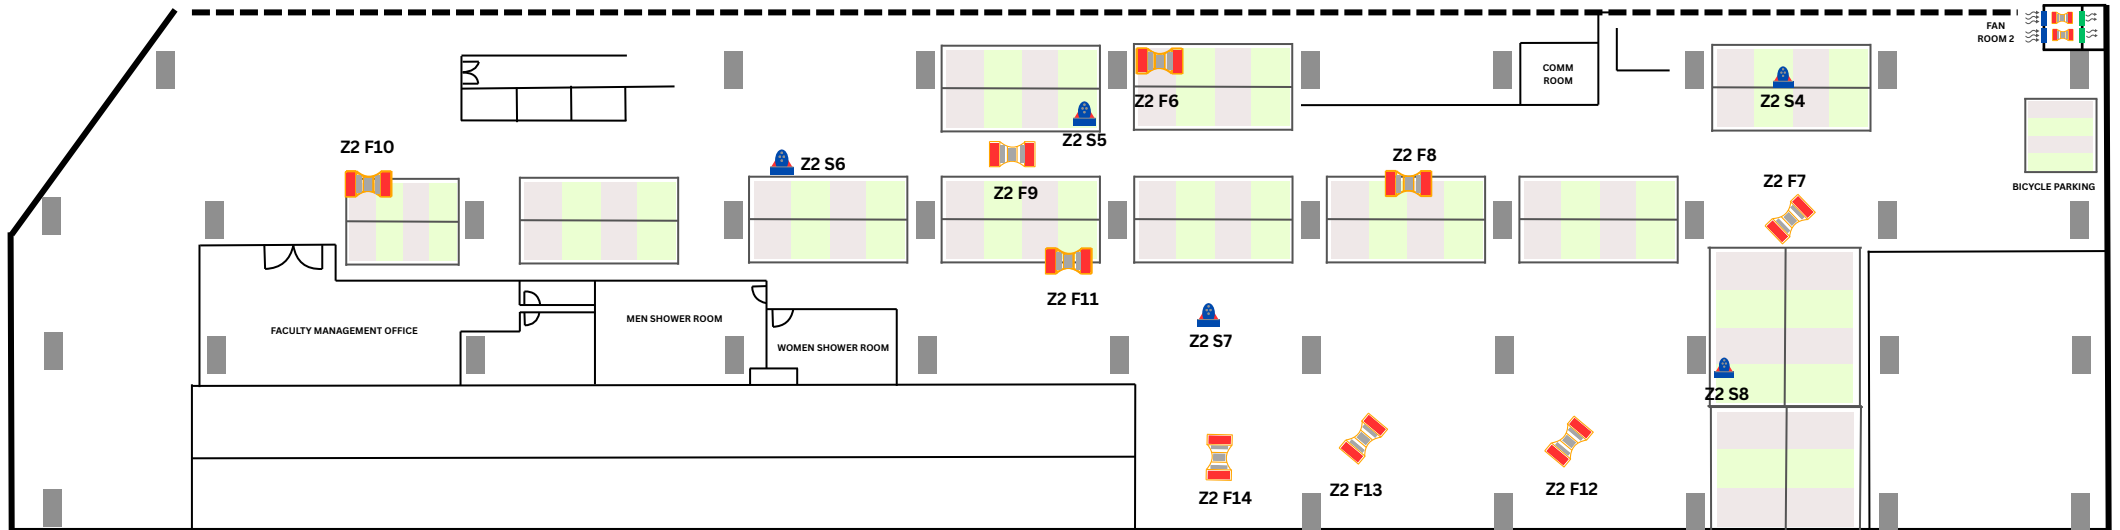 FAN
ROOM 2
COMM
ROOM
Z2 F6
Z2 S4
Z2 S5
Z2 F10
Z2 S6
Z2 F8
Z2 F9
Z2 F7
BICYCLE PARKING
Z2 F11
FACULTY MANAGEMENT OFFICE
MEN SHOWER ROOM
WOMEN SHOWER ROOM
Z2 S7
Z2 S8
Z2 F14
Z2 F13
Z2 F12